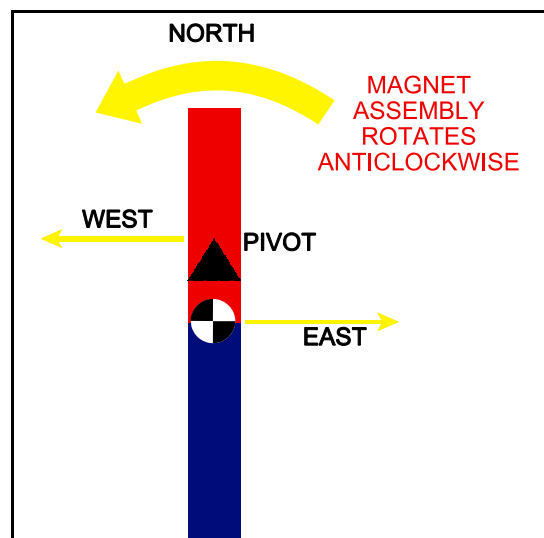 NORTH
MAGNET
ASSEMBLY
ROTATES
ANTICLOCKWISE
WEST
PIVOT
EAST